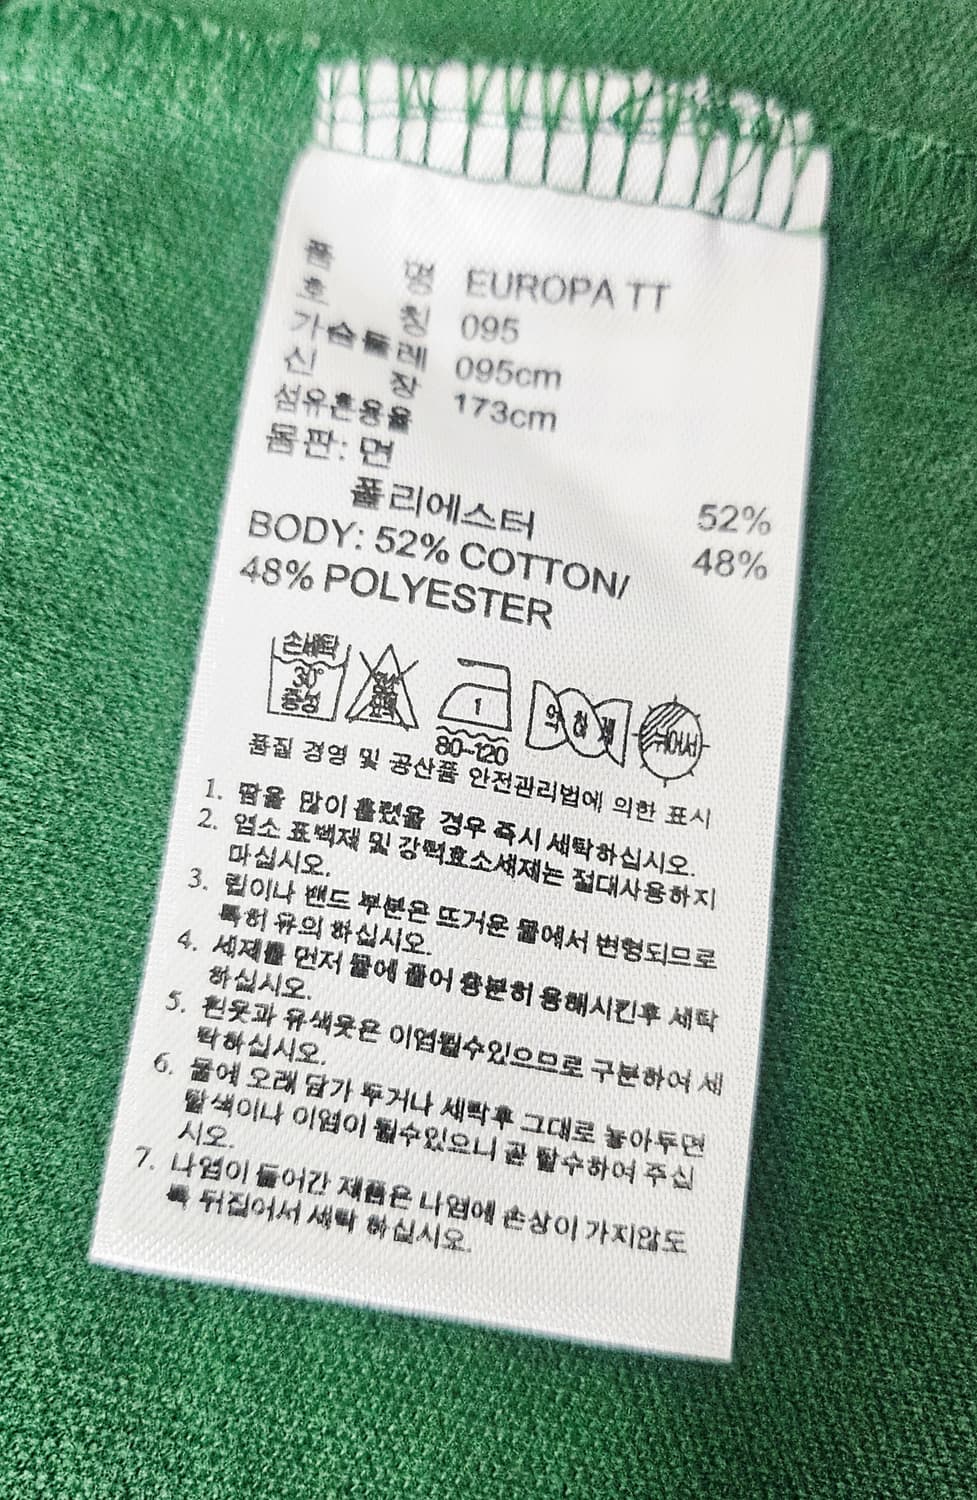 품 명 EUROPA TT
호 칭 095
가슴둘레 095cm
신 장 173cm
섬유혼용율
몸판: 면 52%
폴리에스터 48%
BODY: 52% COTTON/
48% POLYESTER
손세탁 30° 중성 1 80~120 약하게 뉘어서
품질 경영 및 공산품 안전관리법에 의한 표시
1. 땀을 많이 흘렸을 경우 즉시 세탁하십시오.
2. 염소 표백제 및 강력효소세제는 절대사용하지
마십시오.
3. 립이나 밴드 부분은 뜨거운 물에서 변형되므로
특히 유의 하십시오.
4. 세제를 먼저 물에 풀어 충분히 용해시킨후 세탁
하십시오.
5. 흰옷과 유색옷은 이염될수있으므로 구분하여 세
탁하십시오.
6. 물에 오래 담가 두거나 세탁후 그대로 놓아두면
탈색이나 이염이 될수있으니 곧 탈수하여 주십
시오.
7. 나염이 들어간 제품은 나염에 손상이 가지않도
록 뒤집어서 세탁 하십시오.